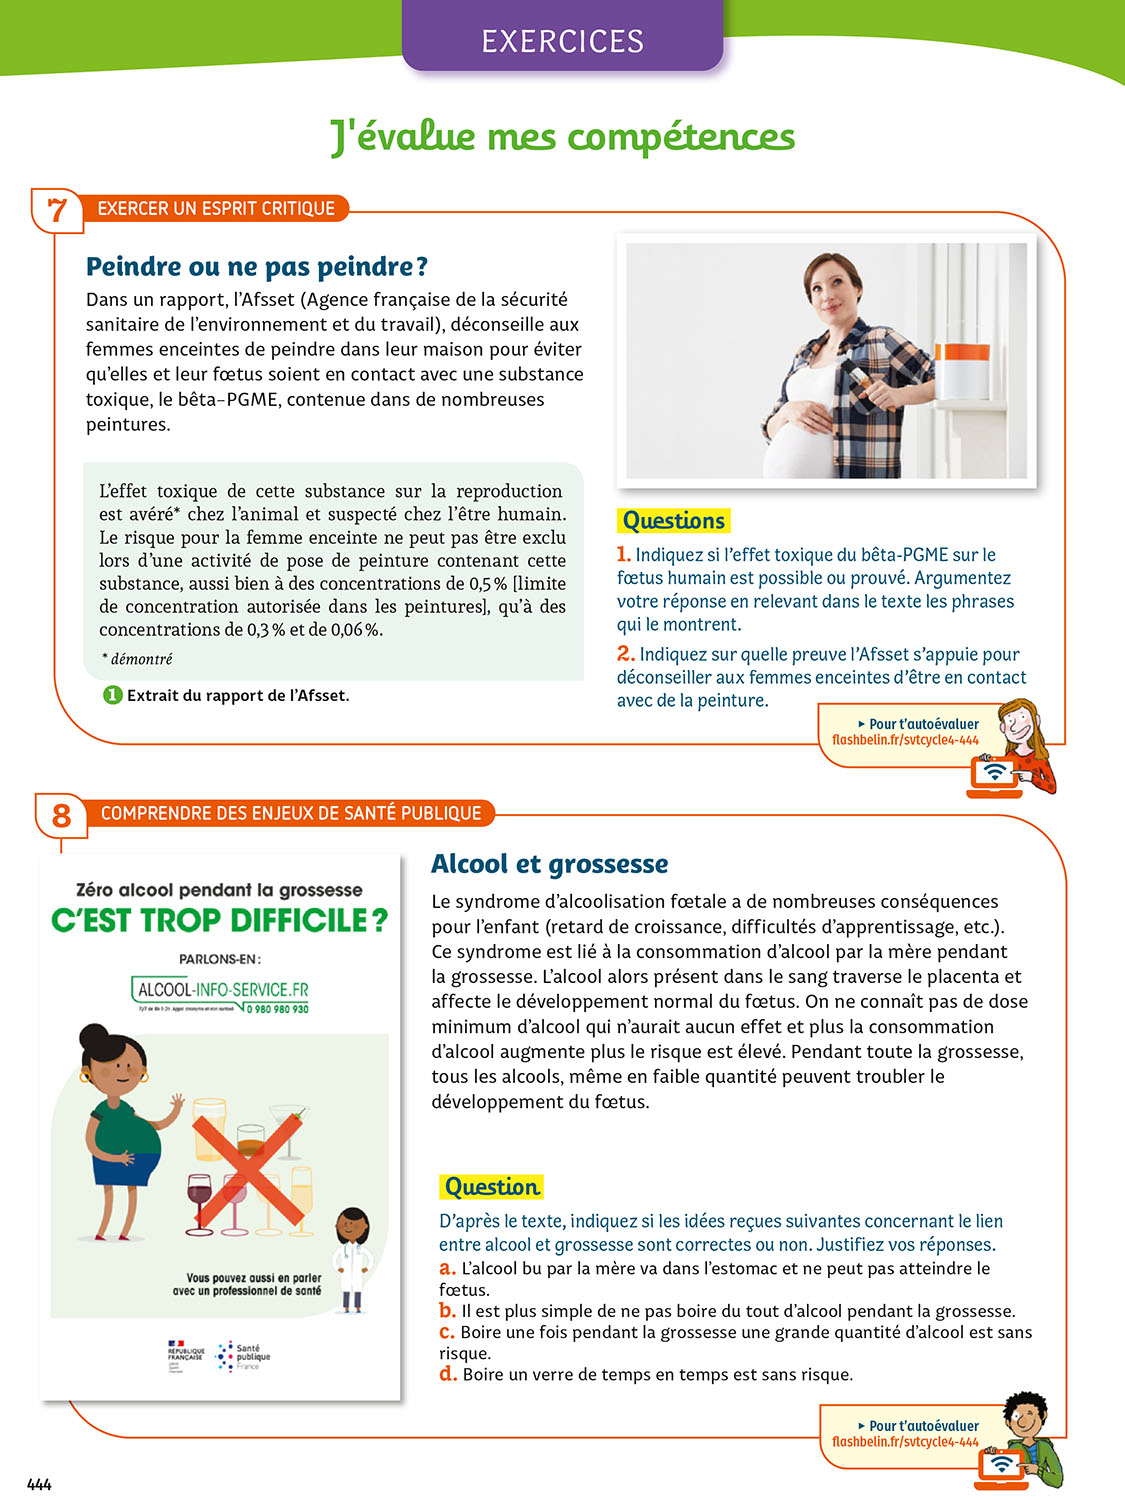 EXERCICES
J'évalue mes compétences
7 EXERCER UN ESPRIT CRITIQUE
Peindre ou ne pas peindre ?
Dans un rapport, l'Afsset (Agence française de la sécurité
sanitaire de l'environnement et du travail), déconseille aux
femmes enceintes de peindre dans leur maison pour éviter
qu'elles et leur fœtus soient en contact avec une substance
toxique, le bêta-PGME, contenue dans de nombreuses
peintures.
L'effet toxique de cette substance sur la reproduction
est avéré* chez l'animal et suspecté chez l'être humain.
Le risque pour la femme enceinte ne peut pas être exclu
lors d'une activité de pose de peinture contenant cette
substance, aussi bien à des concentrations de 0,5 % [limite
de concentration autorisée dans les peintures], qu'à des
concentrations de 0,3 % et de 0,06 %.
* démontré
1 Extrait du rapport de l'Afsset.
Questions
1. Indiquez si l'effet toxique du bêta-PGME sur le
fœtus humain est possible ou prouvé. Argumentez
votre réponse en relevant dans le texte les phrases
qui le montrent.
2. Indiquez sur quelle preuve l'Afsset s'appuie pour
déconseiller aux femmes enceintes d'être en contact
avec de la peinture.
▸ Pour t'autoévaluer
flashbelin.fr/svtcycle4-444
8 COMPRENDRE DES ENJEUX DE SANTÉ PUBLIQUE
Zéro alcool pendant la grossesse
C'EST TROP DIFFICILE ?
PARLONS-EN :
ALCOOL-INFO-SERVICE.FR
7j/7 de 8h à 2h. Appel anonyme et non surtaxé
0 980 980 930
Vous pouvez aussi en parler
avec un professionnel de santé
RÉPUBLIQUE
FRANÇAISE
Santé
publique
France
Alcool et grossesse
Le syndrome d'alcoolisation fœtale a de nombreuses conséquences
pour l'enfant (retard de croissance, difficultés d'apprentissage, etc.).
Ce syndrome est lié à la consommation d'alcool par la mère pendant
la grossesse. L'alcool alors présent dans le sang traverse le placenta et
affecte le développement normal du fœtus. On ne connaît pas de dose
minimum d'alcool qui n'aurait aucun effet et plus la consommation
d'alcool augmente plus le risque est élevé. Pendant toute la grossesse,
tous les alcools, même en faible quantité peuvent troubler le
développement du fœtus.
Question
D'après le texte, indiquez si les idées reçues suivantes concernant le lien
entre alcool et grossesse sont correctes ou non. Justifiez vos réponses.
a. L'alcool bu par la mère va dans l'estomac et ne peut pas atteindre le
fœtus.
b. Il est plus simple de ne pas boire du tout d'alcool pendant la grossesse.
c. Boire une fois pendant la grossesse une grande quantité d'alcool est sans
risque.
d. Boire un verre de temps en temps est sans risque.
▸ Pour t'autoévaluer
flashbelin.fr/svtcycle4-444
444